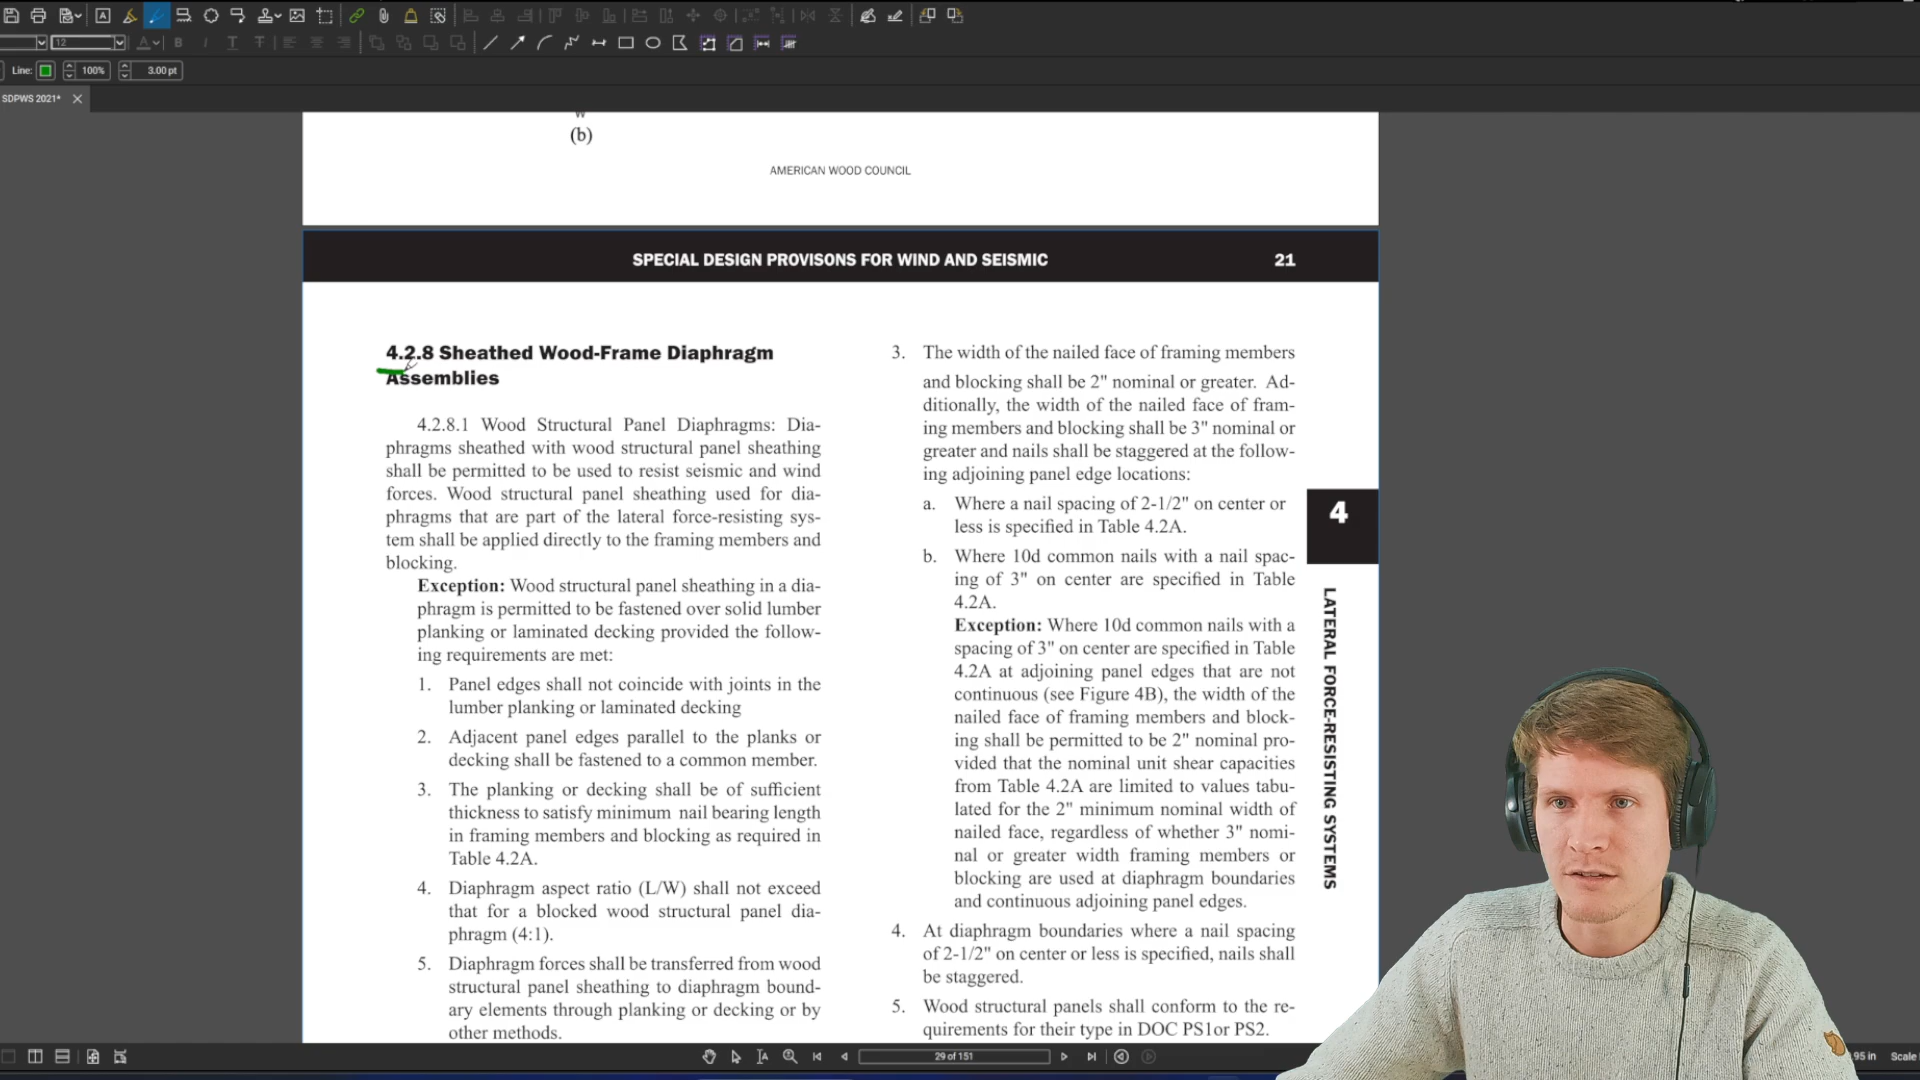 12
Line:
100%
3.00 pt
SDPWS 2021*
(b)
AMERICAN WOOD COUNCIL
SPECIAL DESIGN PROVISONS FOR WIND AND SEISMIC
21
4.2.8 Sheathed Wood-Frame Diaphragm
Assemblies
4.2.8.1 Wood Structural Panel Diaphragms: Dia-
phragms sheathed with wood structural panel sheathing
shall be permitted to be used to resist seismic and wind
forces. Wood structural panel sheathing used for dia-
phragms that are part of the lateral force-resisting sys-
tem shall be applied directly to the framing members and
blocking.
Exception: Wood structural panel sheathing in a dia-
phragm is permitted to be fastened over solid lumber
planking or laminated decking provided the follow-
ing requirements are met:
1. Panel edges shall not coincide with joints in the
lumber planking or laminated decking
2. Adjacent panel edges parallel to the planks or
decking shall be fastened to a common member.
3. The planking or decking shall be of sufficient
thickness to satisfy minimum nail bearing length
in framing members and blocking as required in
Table 4.2A.
4. Diaphragm aspect ratio (L/W) shall not exceed
that for a blocked wood structural panel dia-
phragm (4:1).
5. Diaphragm forces shall be transferred from wood
structural panel sheathing to diaphragm bound-
ary elements through planking or decking or by
other methods.
3. The width of the nailed face of framing members
and blocking shall be 2" nominal or greater. Ad-
ditionally, the width of the nailed face of fram-
ing members and blocking shall be 3" nominal or
greater and nails shall be staggered at the follow-
ing adjoining panel edge locations:
a. Where a nail spacing of 2-1/2" on center or
less is specified in Table 4.2A.
b. Where 10d common nails with a nail spac-
ing of 3" on center are specified in Table
4.2A.
Exception: Where 10d common nails with a
spacing of 3" on center are specified in Table
4.2A at adjoining panel edges that are not
continuous (see Figure 4B), the width of the
nailed face of framing members and block-
ing shall be permitted to be 2" nominal pro-
vided that the nominal unit shear capacities
from Table 4.2A are limited to values tabu-
lated for the 2" minimum nominal width of
nailed face, regardless of whether 3" nomi-
nal or greater width framing members or
blocking are used at diaphragm boundaries
and continuous adjoining panel edges.
4. At diaphragm boundaries where a nail spacing
of 2-1/2" on center or less is specified, nails shall
be staggered.
5. Wood structural panels shall conform to the re-
quirements for their type in DOC PS1or PS2.
4
LATERAL FORCE-RESISTING SYSTEMS
29 of 151
95 in
Scale